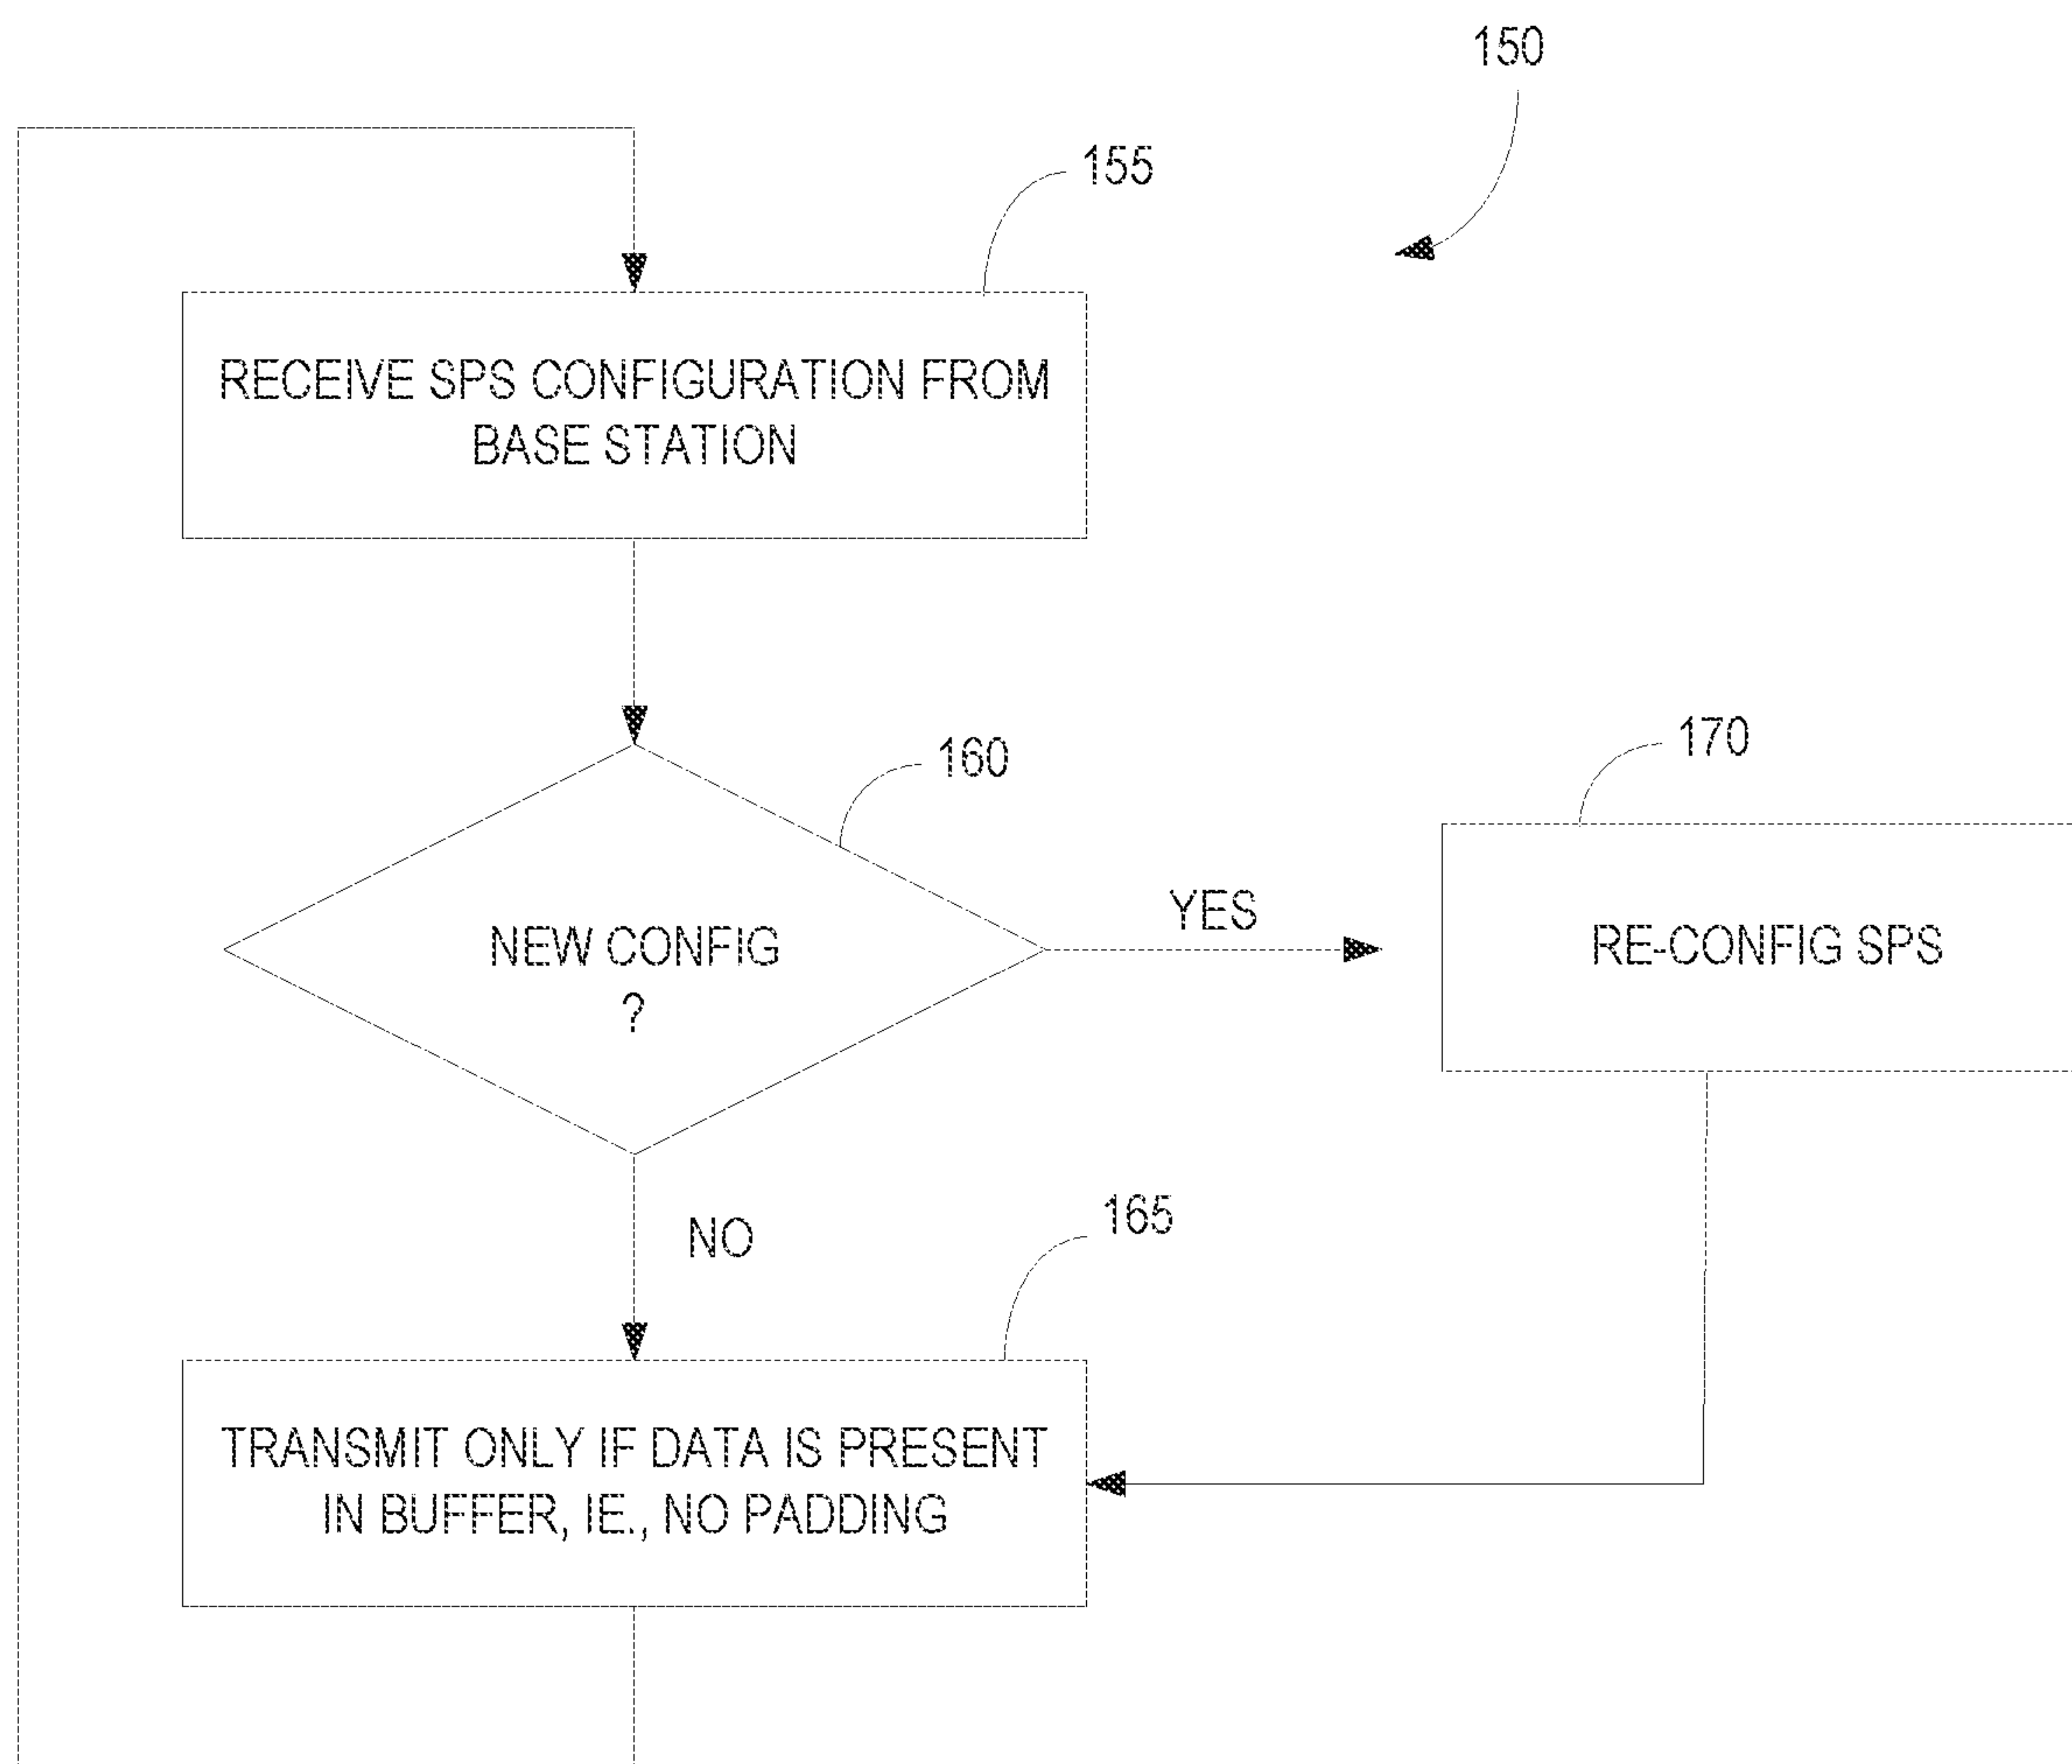 150
155
RECEIVE SPS CONFIGURATION FROM
BASE STATION
160
170
YES
NEW CONFIG
?
RE-CONFIG SPS
165
NO
TRANSMIT ONLY IF DATA IS PRESENT
IN BUFFER, IE., NO PADDING